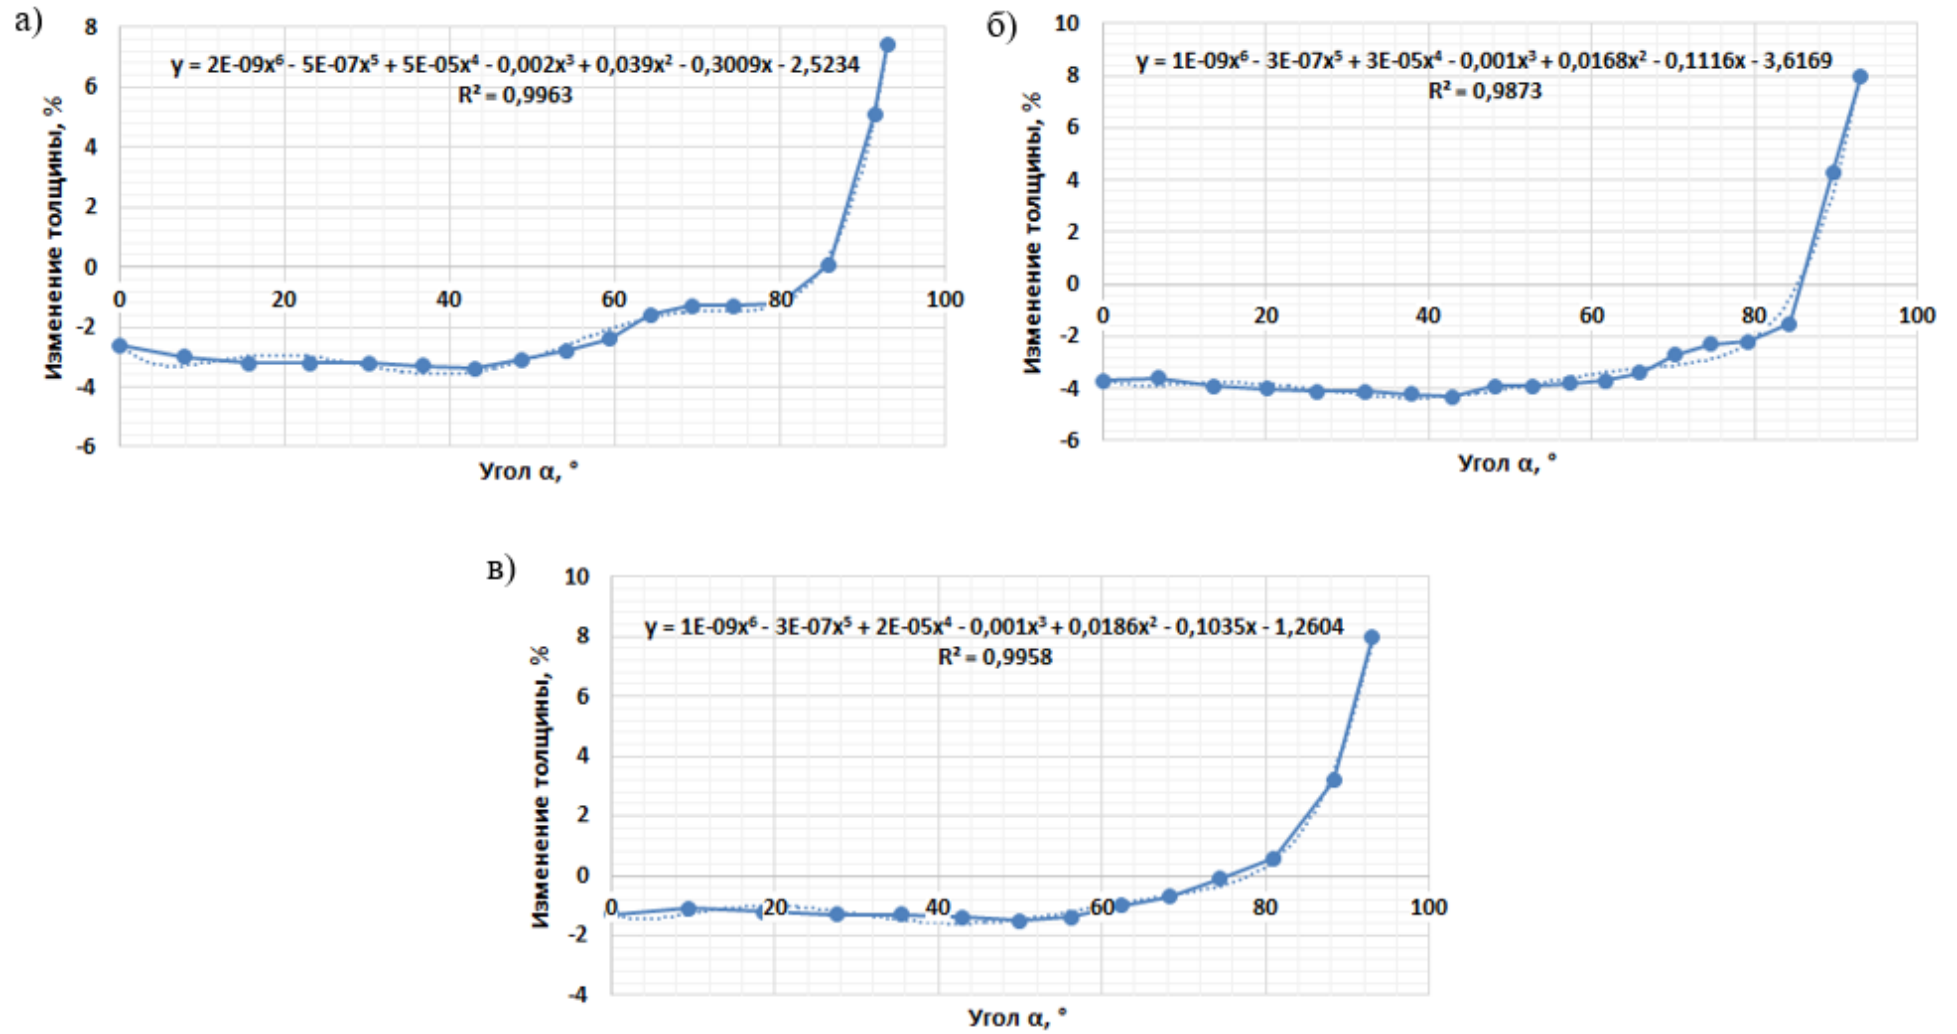 а)
8
6
4
2
0
-2
-4
-6
Изменение толщины, %
y = 2E-09x⁶ - 5E-07x⁵ + 5E-05x⁴ - 0,002x³ + 0,039x² - 0,3009x - 2,5234
R² = 0,9963
0 20 40 60 80 100
Угол α, °
б)
10
8
6
4
2
0
-2
-4
-6
Изменение толщины, %
y = 1E-09x⁶ - 3E-07x⁵ + 3E-05x⁴ - 0,001x³ + 0,0168x² - 0,1116x - 3,6169
R² = 0,9873
0 20 40 60 80 100
Угол α, °
в)
10
8
6
4
2
0
-2
-4
Изменение толщины, %
y = 1E-09x⁶ - 3E-07x⁵ + 2E-05x⁴ - 0,001x³ + 0,0186x² - 0,1035x - 1,2604
R² = 0,9958
0 20 40 60 80 100
Угол α, °